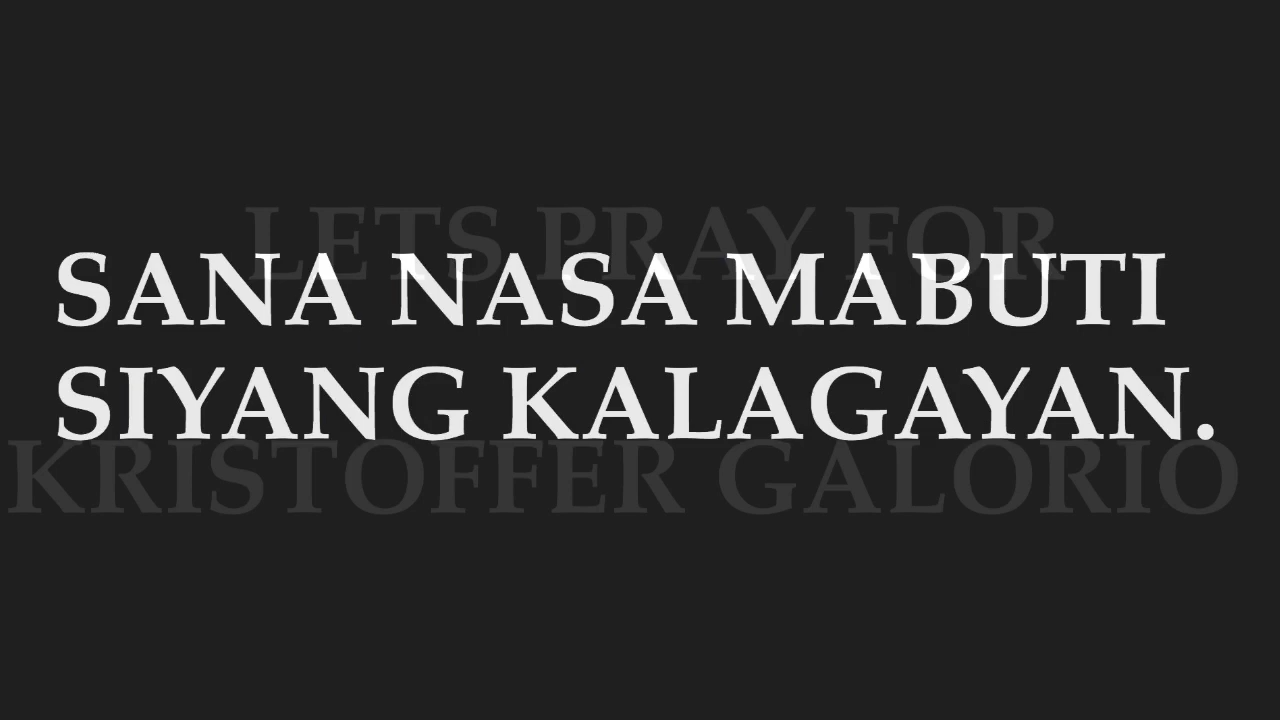 LETS PRAY FOR
SANA NASA MABUTI
SIYANG KALAGAYAN.
KRISTOFFER GALORIO